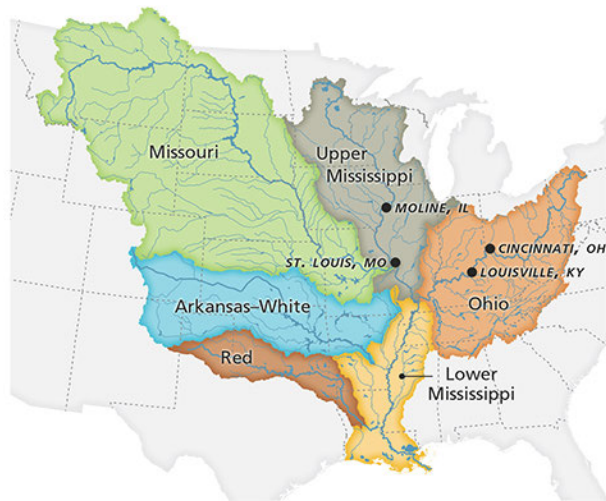 Missouri
Upper
Mississippi
MOLINE, IL
ST. LOUIS, MO
CINCINNATI, OH
LOUISVILLE, KY
Ohio
Arkansas–White
Red
Lower
Mississippi